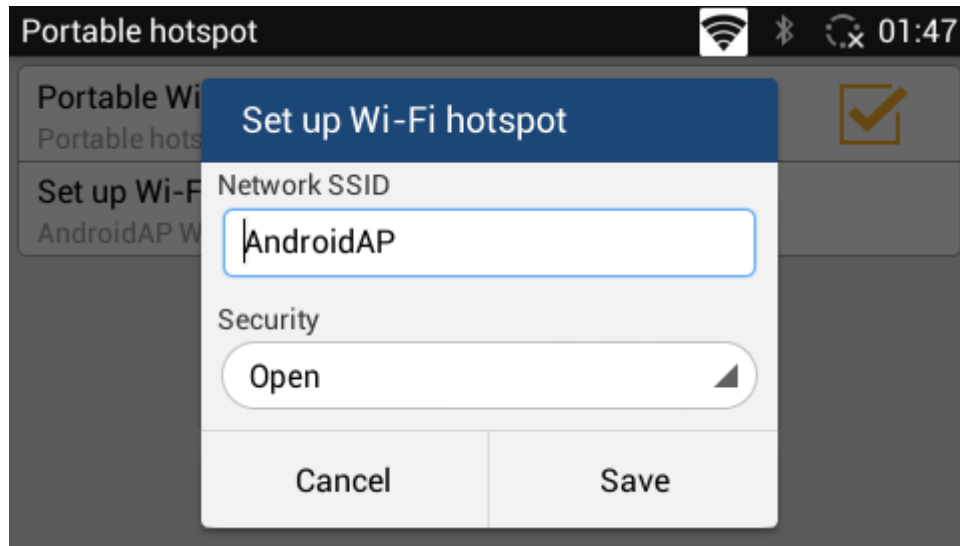 Portable hotspot 01:47
Portable Wi
Portable hots
Set up Wi-F
AndroidAP W
Set up Wi-Fi hotspot
Network SSID
AndroidAP
Security
Open
Cancel Save